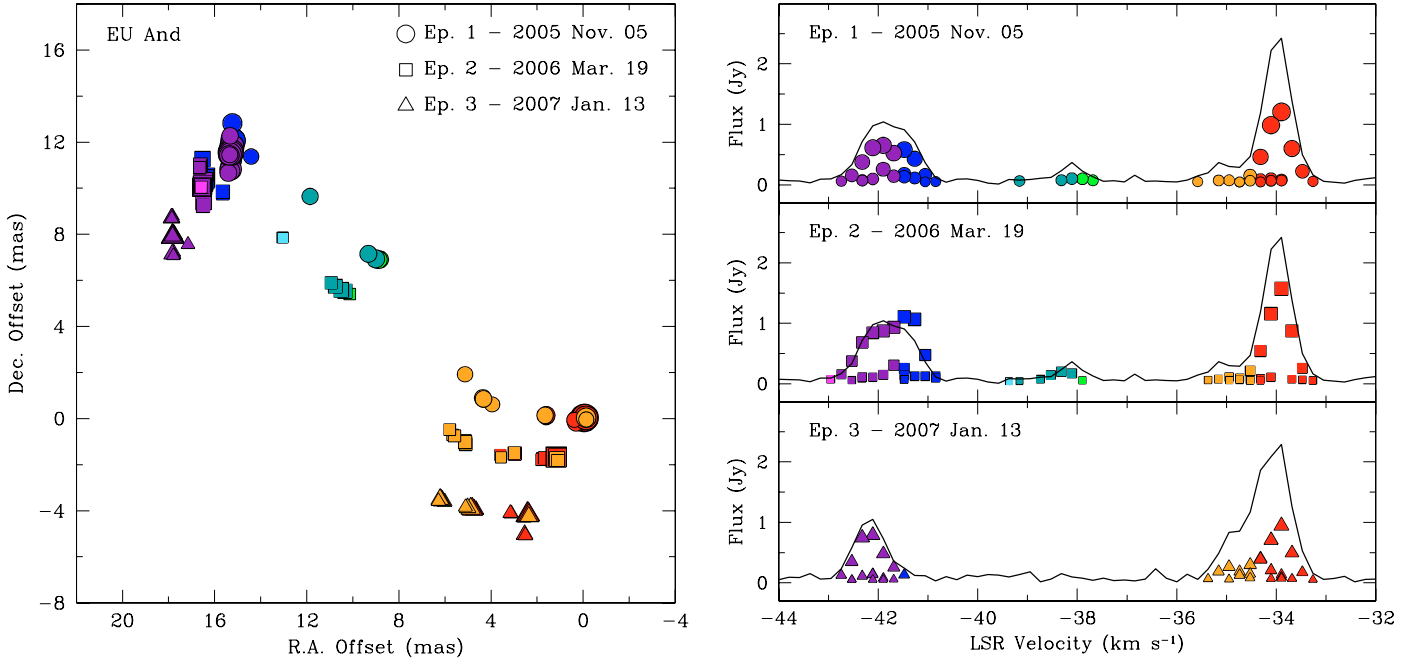 EU And
Ep. 1 - 2005 Nov. 05
Ep. 2 - 2006 Mar. 19
Ep. 3 - 2007 Jan. 13
16
12
8
4
0
-4
-8
Dec. Offset (mas)
20 16 12 8 4 0 -4
R.A. Offset (mas)
Ep. 1 - 2005 Nov. 05
2
1
0
Flux (Jy)
Ep. 2 - 2006 Mar. 19
2
1
0
Flux (Jy)
Ep. 3 - 2007 Jan. 13
2
1
0
Flux (Jy)
-44 -42 -40 -38 -36 -34 -32
LSR Velocity (km s⁻¹)